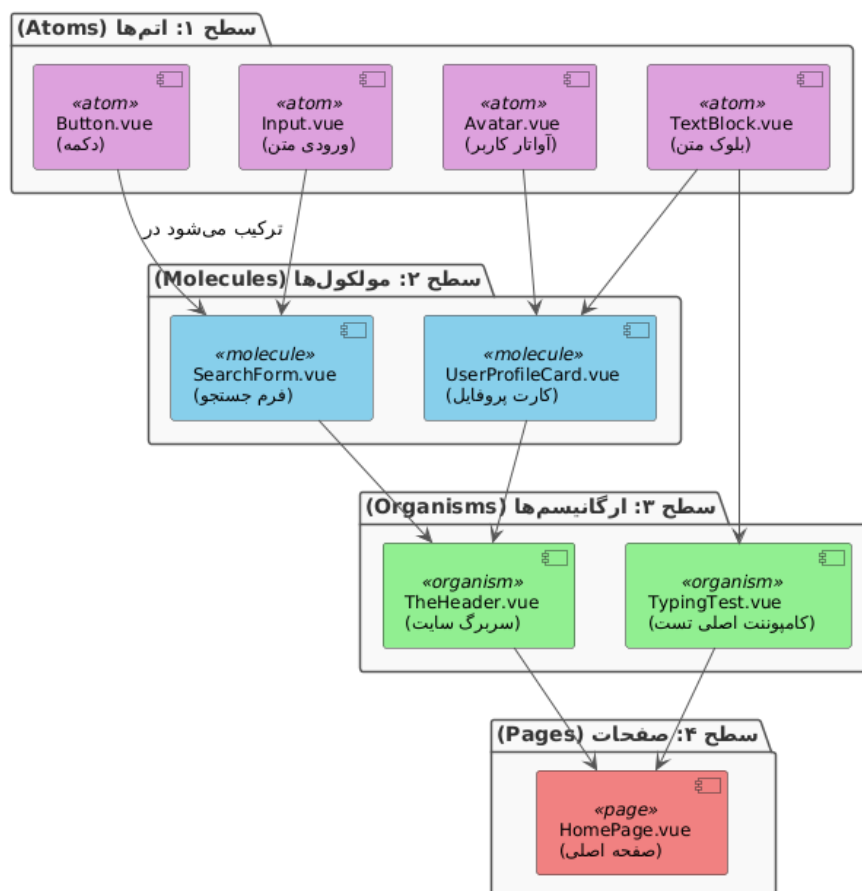 سطح ۱: اتم‌ها (Atoms)
«atom»
Button.vue
(دکمه)
«atom»
Input.vue
(ورودی متن)
«atom»
Avatar.vue
(آواتار کاربر)
«atom»
TextBlock.vue
(بلوک متن)
ترکیب می‌شود در
سطح ۲: مولکول‌ها (Molecules)
«molecule»
SearchForm.vue
(فرم جستجو)
«molecule»
UserProfileCard.vue
(کارت پروفایل)
سطح ۳: ارگانیسم‌ها (Organisms)
«organism»
TheHeader.vue
(سربرگ سایت)
«organism»
TypingTest.vue
(کامپوننت اصلی تست)
سطح ۴: صفحات (Pages)
«page»
HomePage.vue
(صفحه اصلی)